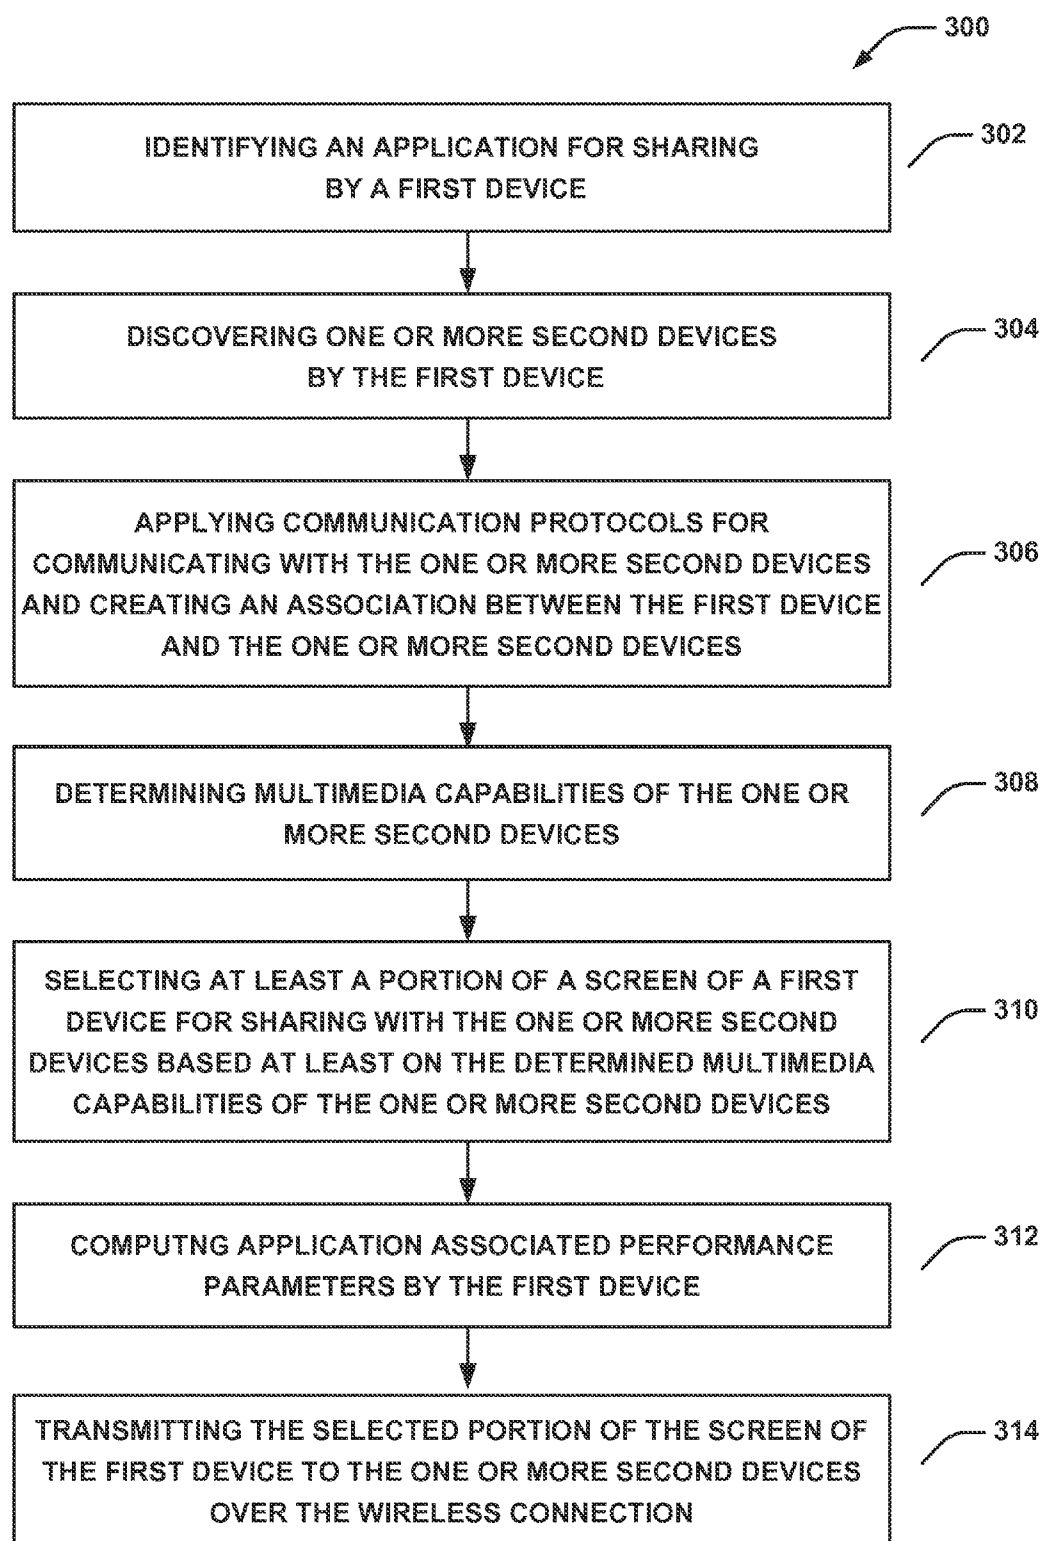 300
IDENTIFYING AN APPLICATION FOR SHARING
BY A FIRST DEVICE
302
DISCOVERING ONE OR MORE SECOND DEVICES
BY THE FIRST DEVICE
304
APPLYING COMMUNICATION PROTOCOLS FOR
COMMUNICATING WITH THE ONE OR MORE SECOND DEVICES
AND CREATING AN ASSOCIATION BETWEEN THE FIRST DEVICE
AND THE ONE OR MORE SECOND DEVICES
306
DETERMINING MULTIMEDIA CAPABILITIES OF THE ONE OR
MORE SECOND DEVICES
308
SELECTING AT LEAST A PORTION OF A SCREEN OF A FIRST
DEVICE FOR SHARING WITH THE ONE OR MORE SECOND
DEVICES BASED AT LEAST ON THE DETERMINED MULTIMEDIA
CAPABILITIES OF THE ONE OR MORE SECOND DEVICES
310
COMPUTNG APPLICATION ASSOCIATED PERFORMANCE
PARAMETERS BY THE FIRST DEVICE
312
TRANSMITTING THE SELECTED PORTION OF THE SCREEN OF
THE FIRST DEVICE TO THE ONE OR MORE SECOND DEVICES
OVER THE WIRELESS CONNECTION
314